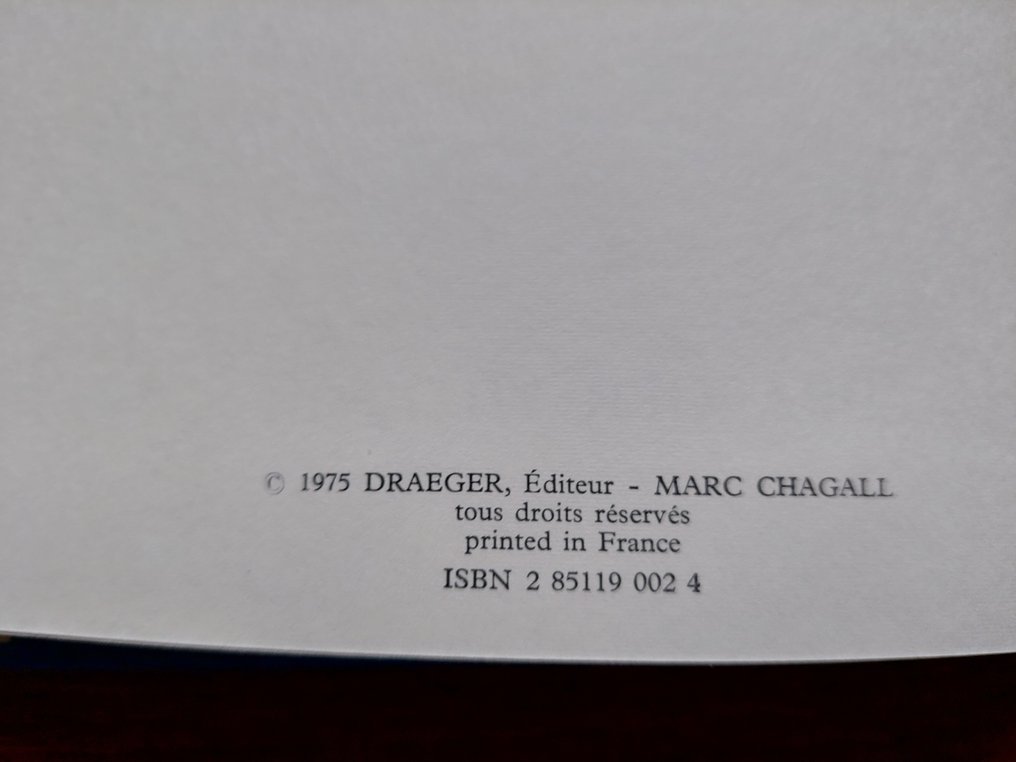 © 1975 DRAEGER, Éditeur - MARC CHAGALL
tous droits réservés
printed in France
ISBN 2 85119 002 4